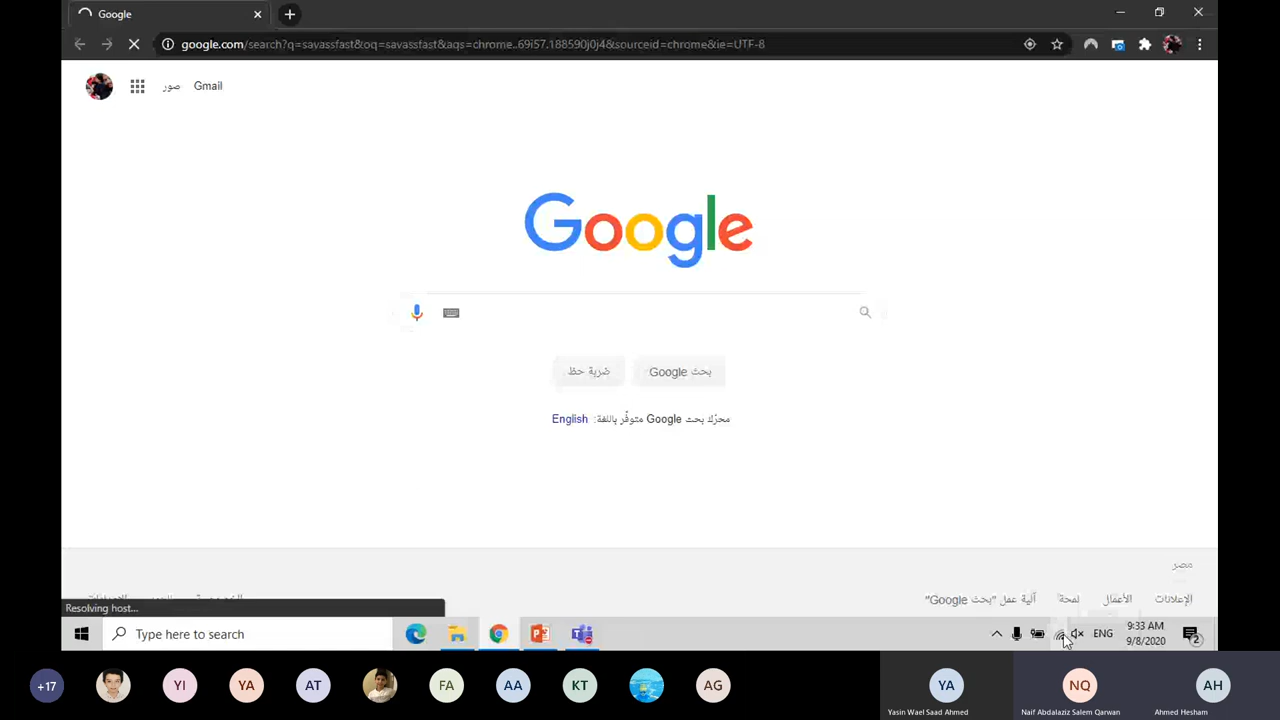 Google
google.com/search?q=savassfast&oq=savassfast&aqs=chrome..69i57.188590j0j4&sourceid=chrome&ie=UTF-8
صور Gmail
Google
ضربة حظ
بحث Google
محرّك بحث Google متوفّر باللغة: English
مصر
الإعلانات
الأعمال
لمحة
آلية عمل "بحث Google"
Resolving host...
Type here to search
ENG
9:33 AM
9/8/2020
2
+17
YI
YA
AT
FA
AA
KT
AG
YA
Yasin Wael Saad Ahmed
NQ
Naif Abdalaziz Salem Qarwan
AH
Ahmed Hesham